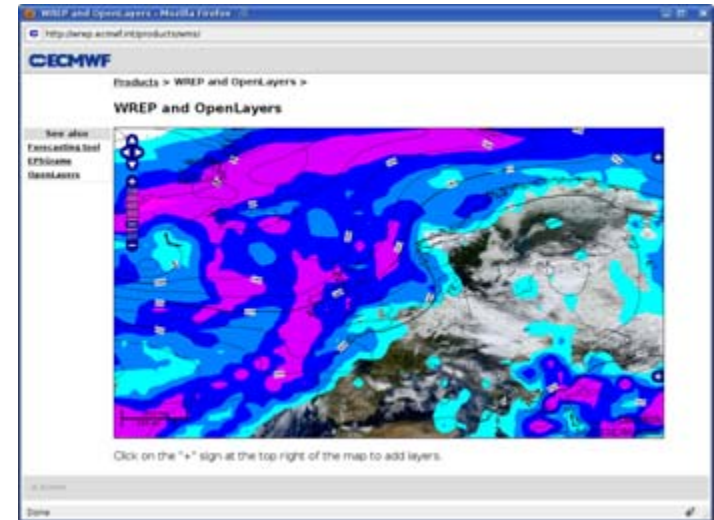 WREP and OpenLayers - Mozilla Firefox
http://wrep.ecmwf.int/products/wms/
ECMWF
Products > WREP and OpenLayers >
WREP and OpenLayers
See also
Forecasting tool
EPSgrams
OpenLayers
Click on the "+" sign at the top right of the map to add layers.
Done